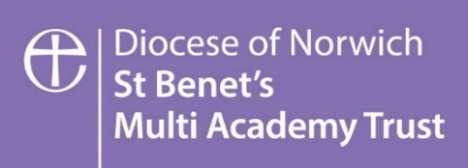 Diocese of Norwich
St Benet's
Multi Academy Trust